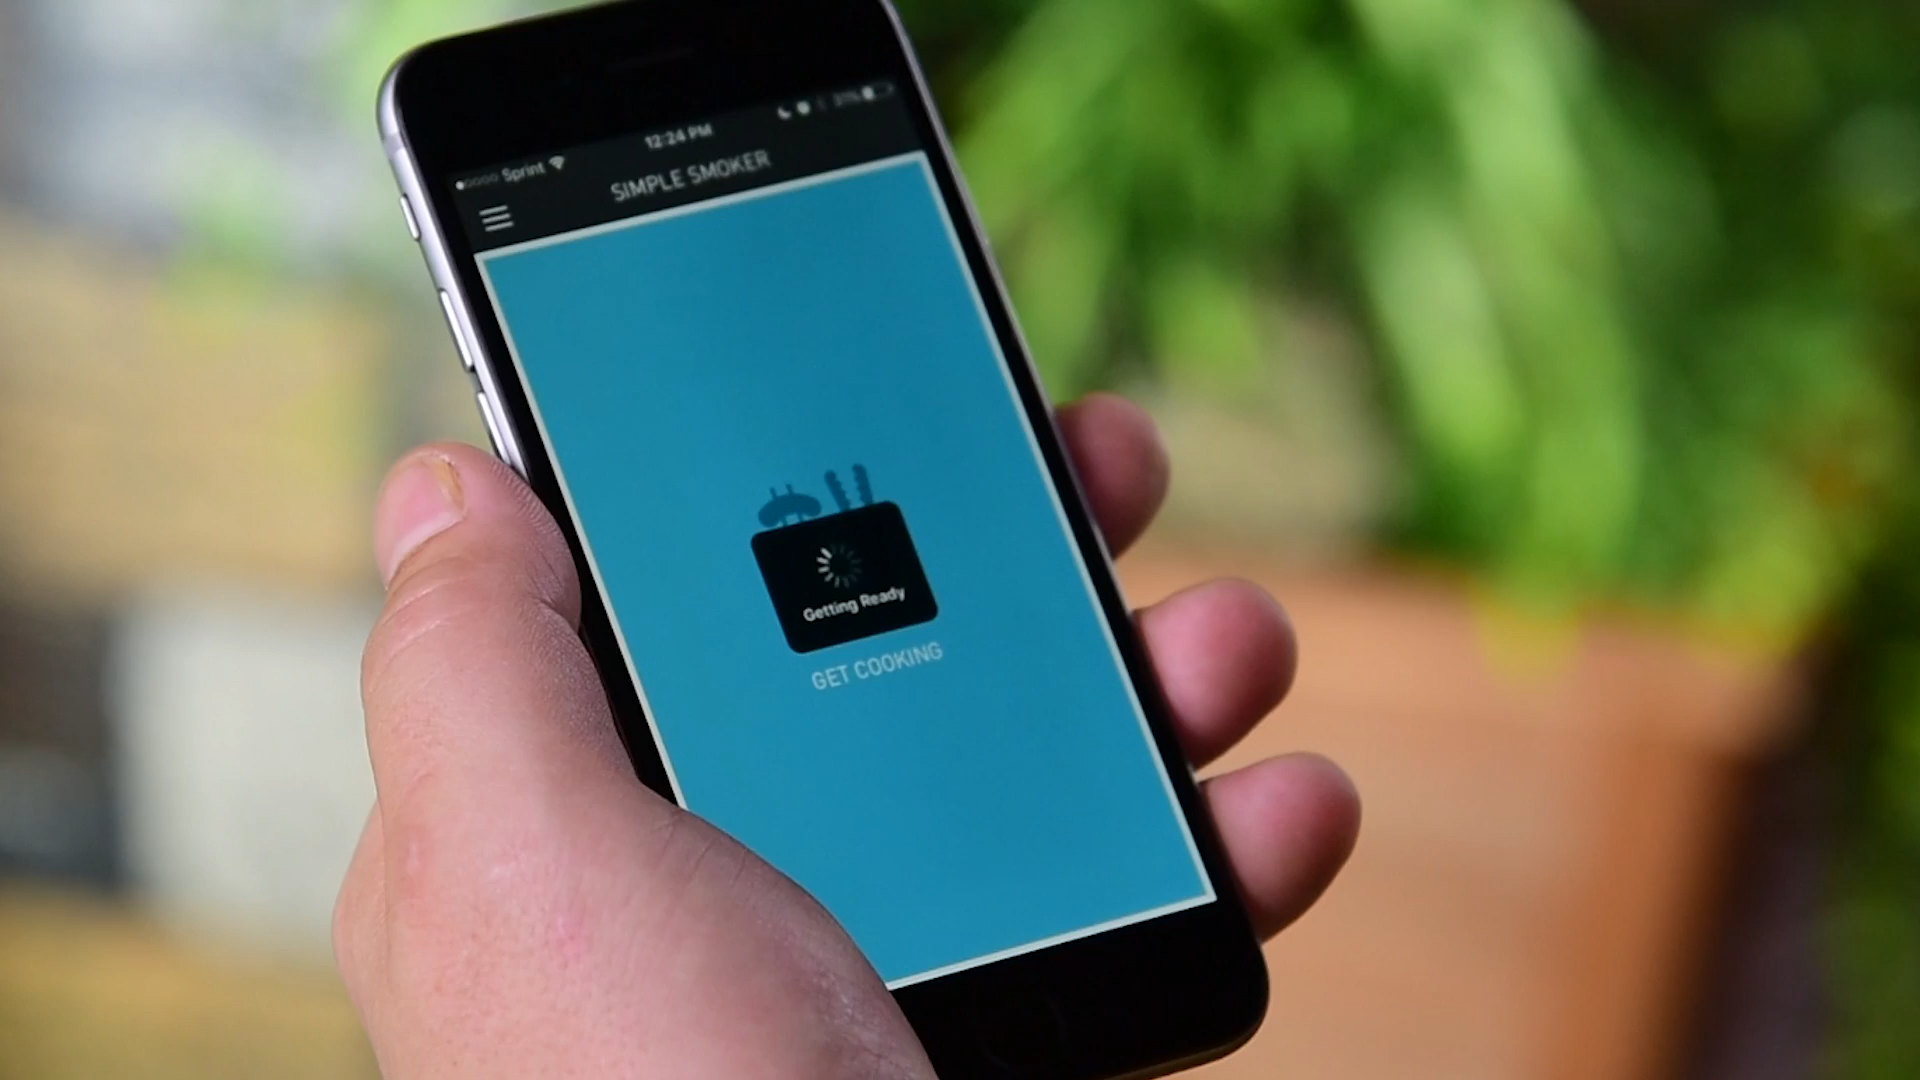 Sprint
12:24 PM
SIMPLE SMOKER
Getting Ready
GET COOKING